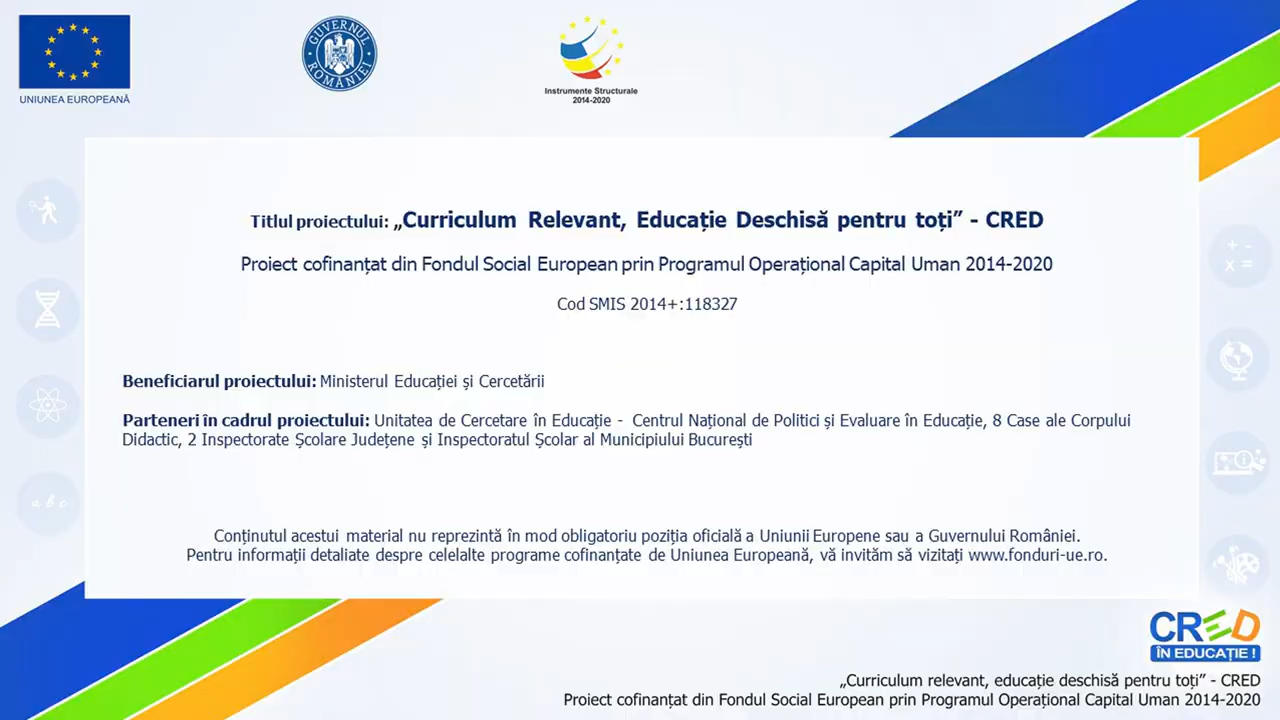 UNIUNEA EUROPEANĂ
GUVERNUL ROMÂNIEI
Instrumente Structurale
2014-2020
Titlul proiectului: „Curriculum Relevant, Educație Deschisă pentru toți” - CRED
Proiect cofinanțat din Fondul Social European prin Programul Operațional Capital Uman 2014-2020
Cod SMIS 2014+:118327
Beneficiarul proiectului: Ministerul Educației și Cercetării
Parteneri în cadrul proiectului: Unitatea de Cercetare în Educație - Centrul Național de Politici și Evaluare în Educație, 8 Case ale Corpului
Didactic, 2 Inspectorate Școlare Județene și Inspectoratul Școlar al Municipiului București
a b c
Conținutul acestui material nu reprezintă în mod obligatoriu poziția oficială a Uniunii Europene sau a Guvernului României.
Pentru informații detaliate despre celelalte programe cofinanțate de Uniunea Europeană, vă invităm să vizitați www.fonduri-ue.ro.
CRED
ÎN EDUCAȚIE !
„Curriculum relevant, educație deschisă pentru toți” - CRED
Proiect cofinanțat din Fondul Social European prin Programul Operațional Capital Uman 2014-2020